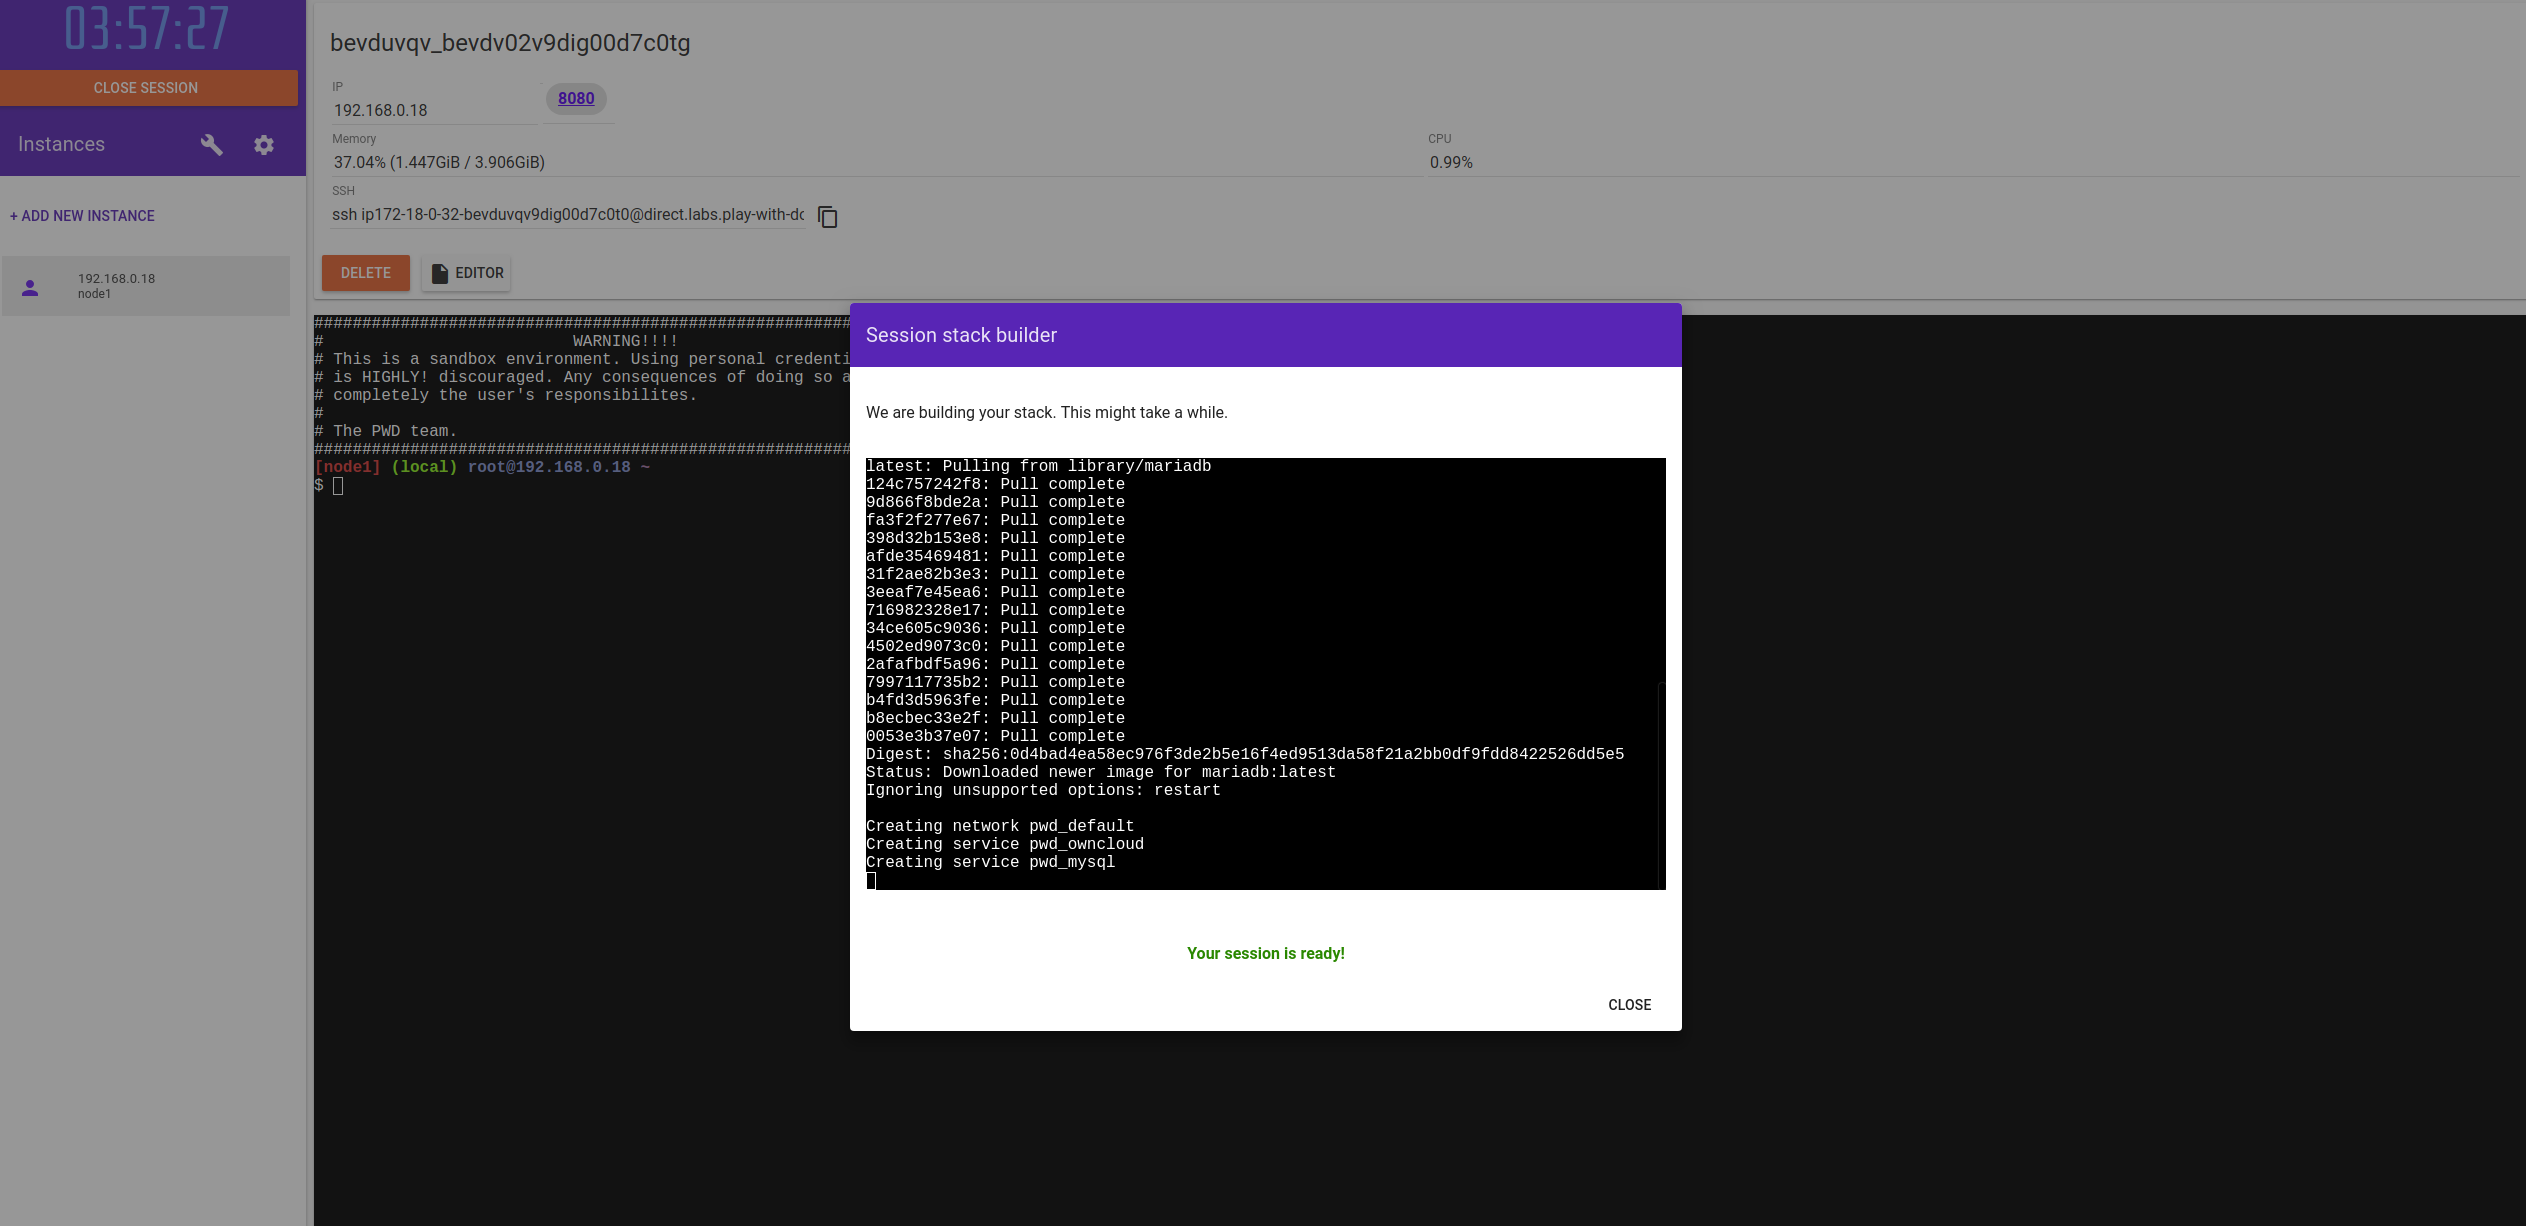 03:57:27
CLOSE SESSION
Instances
+ ADD NEW INSTANCE
192.168.0.18
node1
bevduvqv_bevdv02v9dig00d7c0tg
IP
192.168.0.18
8080
Memory
37.04% (1.447GiB / 3.906GiB)
CPU
0.99%
SSH
ssh ip172-18-0-32-bevduvqv9dig00d7c0t0@direct.labs.play-with-do
DELETE
EDITOR
########################################################
# WARNING!!!!
# This is a sandbox environment. Using personal credenti
# is HIGHLY! discouraged. Any consequences of doing so a
# completely the user's responsibilites.
#
# The PWD team.
########################################################
[node1] (local) root@192.168.0.18 ~
$
Session stack builder
We are building your stack. This might take a while.
latest: Pulling from library/mariadb
124c757242f8: Pull complete
9d866f8bde2a: Pull complete
fa3f2f277e67: Pull complete
398d32b153e8: Pull complete
afde35469481: Pull complete
31f2ae82b3e3: Pull complete
3eeaf7e45ea6: Pull complete
716982328e17: Pull complete
34ce605c9036: Pull complete
4502ed9073c0: Pull complete
2afafbdf5a96: Pull complete
7997117735b2: Pull complete
b4fd3d5963fe: Pull complete
b8ecbec33e2f: Pull complete
0053e3b37e07: Pull complete
Digest: sha256:0d4bad4ea58ec976f3de2b5e16f4ed9513da58f21a2bb0df9fdd8422526dd5e5
Status: Downloaded newer image for mariadb:latest
Ignoring unsupported options: restart
Creating network pwd_default
Creating service pwd_owncloud
Creating service pwd_mysql
Your session is ready!
CLOSE